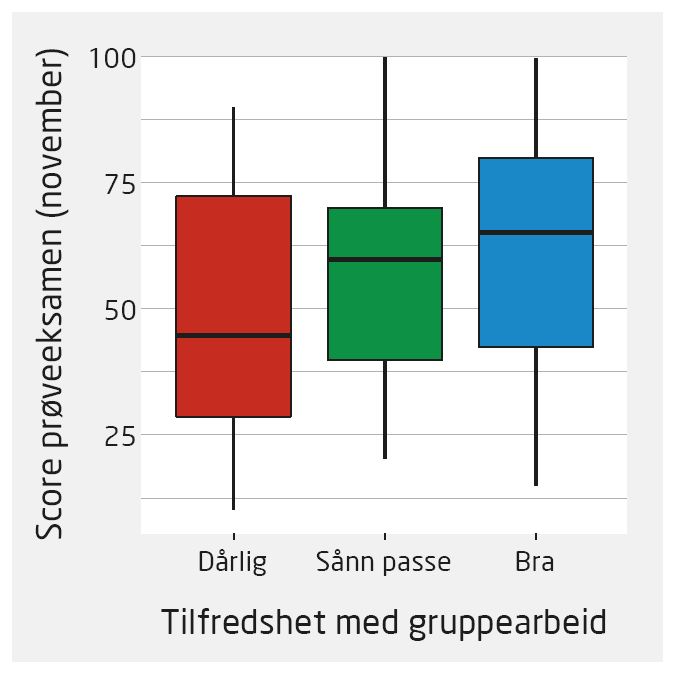 Score prøveeksamen (november)
100
75
50
25
Dårlig
Sånn passe
Bra
Tilfredshet med gruppearbeid